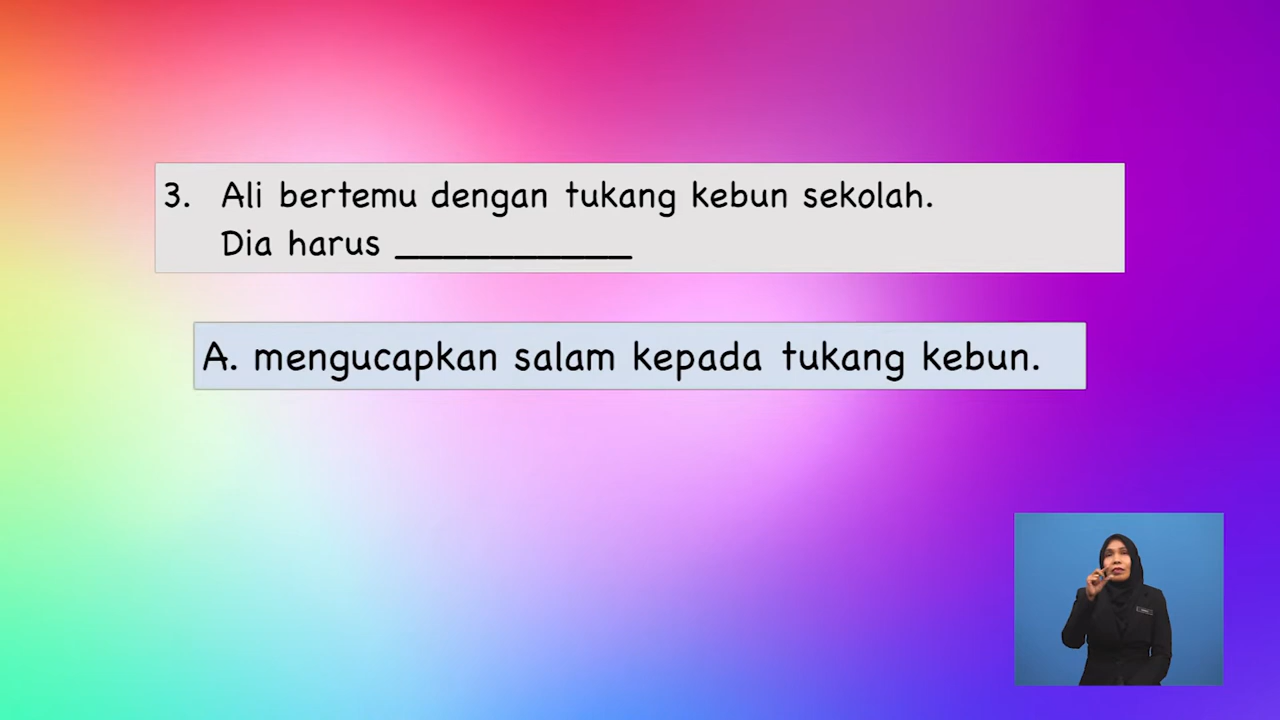 3. Ali bertemu dengan tukang kebun sekolah.
Dia harus ____________
A. mengucapkan salam kepada tukang kebun.